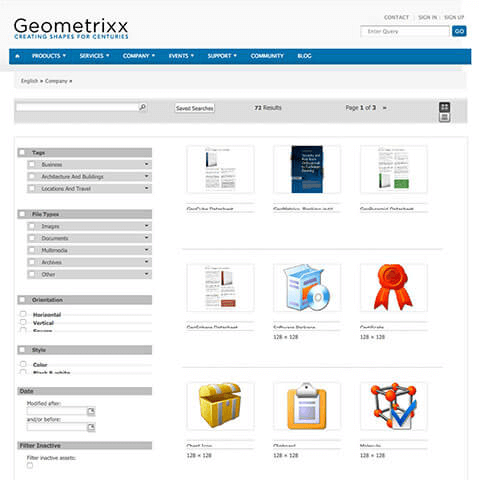 Geometrixx
CREATING SHAPES FOR CENTURIES
CONTACT | SIGN IN | SIGN UP
Enter Query GO
PRODUCTS SERVICES COMPANY EVENTS SUPPORT COMMUNITY BLOG
English » Company »
Saved Searches 72 Results Page 1 of 3 »
Tags
Business
Architecture And Buildings
Locations And Travel
File Types
Images
Documents
Multimedia
Archives
Other
Orientation
Horizontal
Vertical
Square
Style
Color
Black & white
Date
Modified after:
and/or before:
Filter Inactive
Filter inactive assets:
GeoCube Datasheet
GeoPyramid Datasheet
GeoSphere Datasheet
Software Package
128 × 128
Certificate
128 × 128
Chest Icon
128 × 128
Clipboard
128 × 128
Molecule
128 × 128